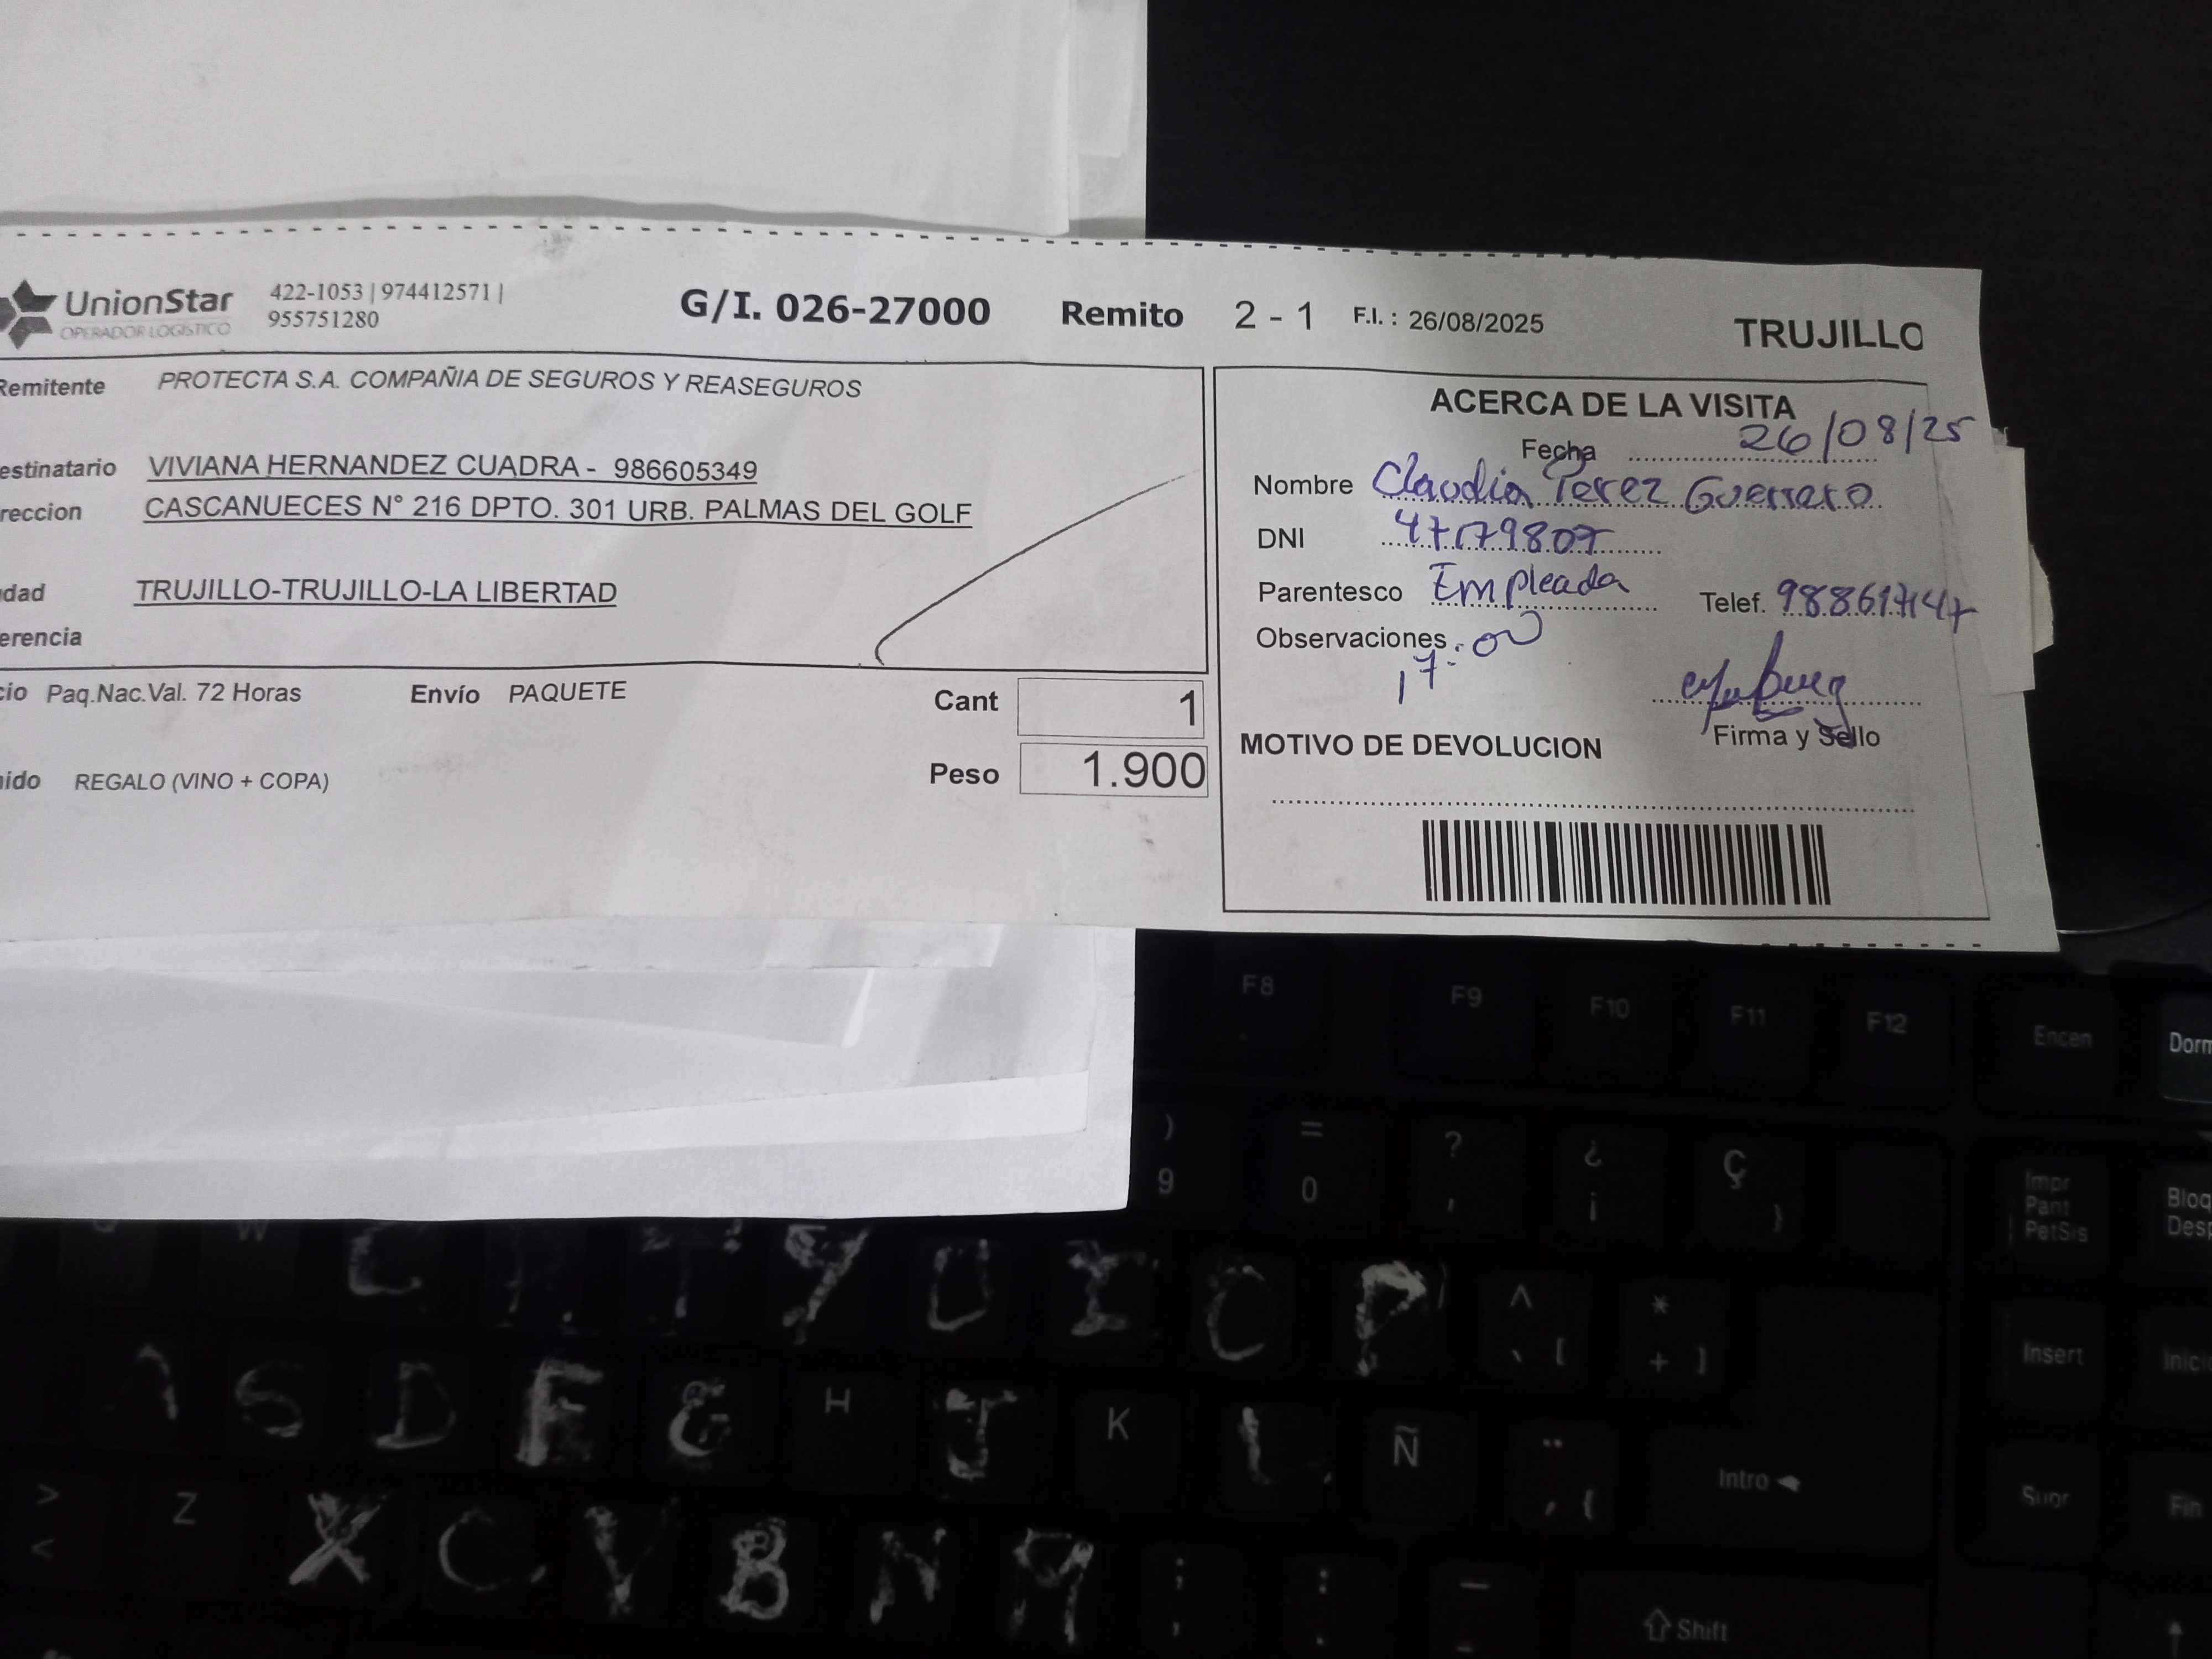 UnionStar
OPERADOR LOGISTICO
422-1053 | 974412571 |
955751280
G/I. 026-27000 Remito 2 - 1 F.I. : 26/08/2025 TRUJILLO
Remitente PROTECTA S.A. COMPAÑIA DE SEGUROS Y REASEGUROS
estinatario VIVIANA HERNANDEZ CUADRA - 986605349
reccion CASCANUECES N° 216 DPTO. 301 URB. PALMAS DEL GOLF
dad TRUJILLO-TRUJILLO-LA LIBERTAD
erencia
cio Paq.Nac.Val. 72 Horas Envío PAQUETE Cant 1
Peso 1.900
ido REGALO (VINO + COPA)
ACERCA DE LA VISITA
Fecha 26/08/25
Nombre Claudia Perez Guerrero
DNI 47179807
Parentesco Empleada Telef. 988617147
Observaciones
17:00
Firma y Sello
MOTIVO DE DEVOLUCION
F8 F9 F10 F11 F12 Encen Dorm
) = ? ¿ Ç
9 0 ' ¡ }
Impr
Pant
PetSis
Bloq
Desp
W Y U I O P ^ * 
` [ + ]
Insert Inici
S D F G H J K L Ñ ¨
´ {
Intro
Supr Fin
> < Z X C V B N M ; , : . _ -
Shift